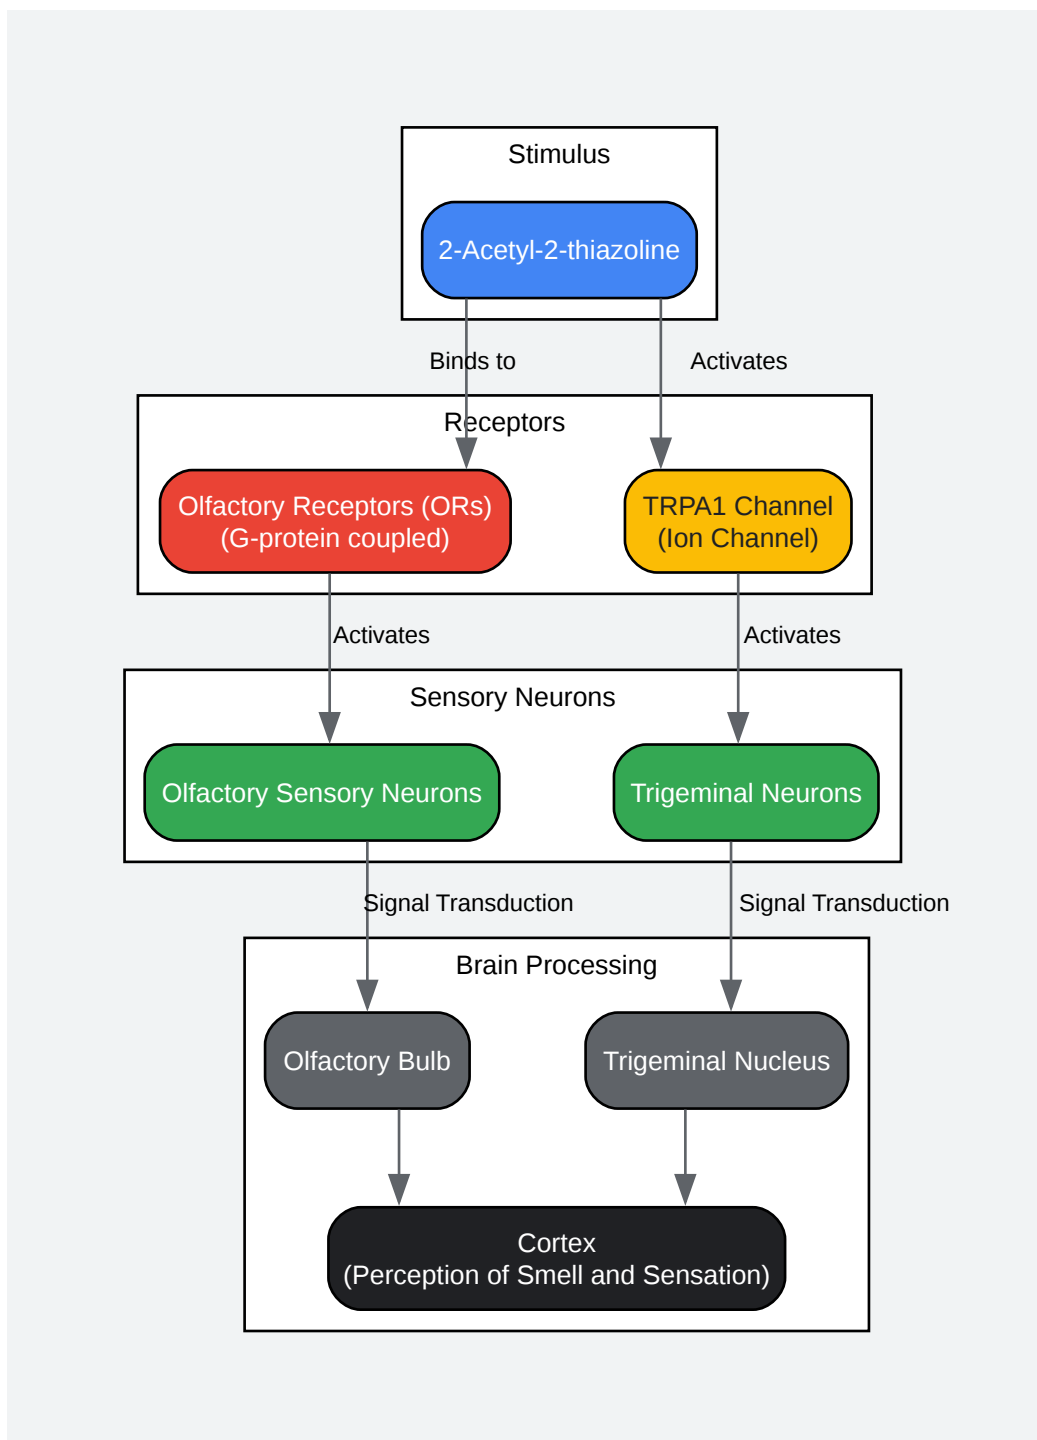 Stimulus
2-Acetyl-2-thiazoline
Binds to
Activates
Receptors
Olfactory Receptors (ORs)
(G-protein coupled)
TRPA1 Channel
(Ion Channel)
Activates
Activates
Sensory Neurons
Olfactory Sensory Neurons
Trigeminal Neurons
Signal Transduction
Signal Transduction
Brain Processing
Olfactory Bulb
Trigeminal Nucleus
Cortex
(Perception of Smell and Sensation)